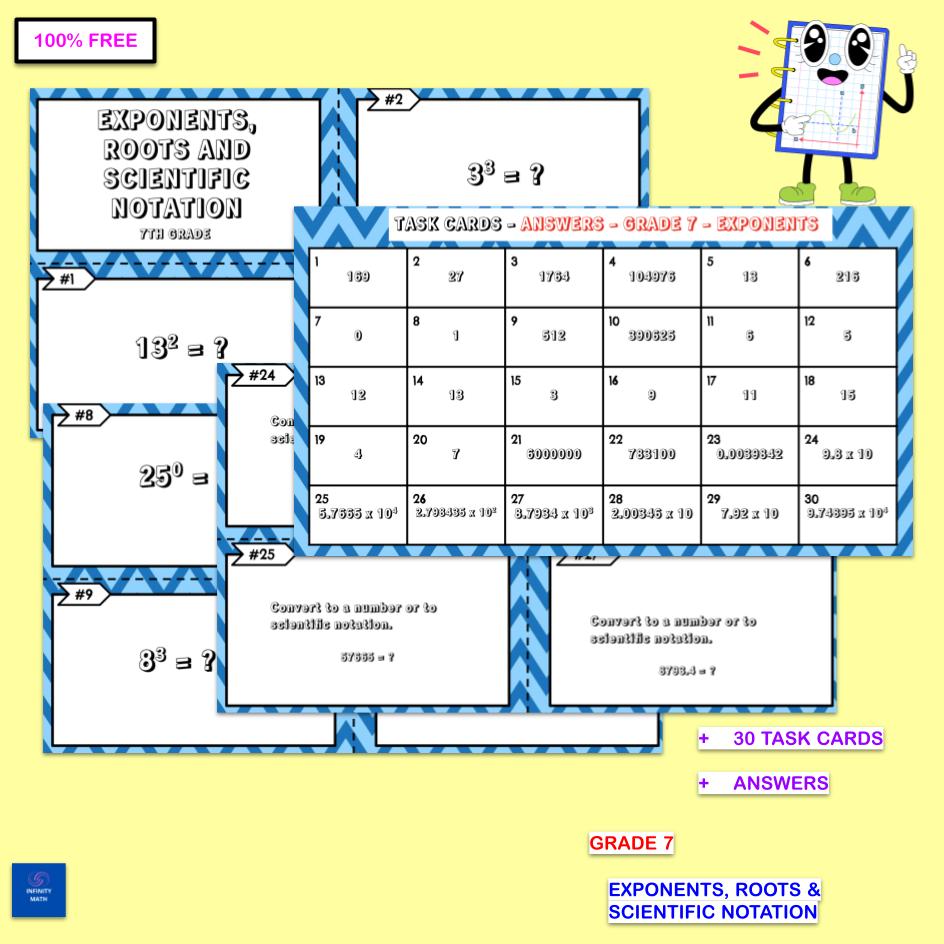 100% FREE
EXPONENTS,
ROOTS AND
SCIENTIFIC
NOTATION
7TH GRADE
#2
3³ = ?
#1
13² = ?
TASK CARDS - ANSWERS - GRADE 7 - EXPONENTS
1 169 2 27 3 1764 4 104976 5 13 6 216
7 0 8 1 9 512 10 390625 11 6 12 5
13 12 14 13 15 3 16 9 17 11 18 15
19 4 20 7 21 6000000 22 783100 23 0.0039842 24 9.8 x 10
25 5.7665 x 10⁴ 26 2.798435 x 10² 27 8.7934 x 10³ 28 2.00345 x 10 29 7.92 x 10 30 9.74895 x 10⁴
#8
25⁰ =
#9
8³ = ?
#24
#25
Convert to a number or to
scientific notation.
57665 = ?
Convert to a number or to
scientific notation.
8793.4 = ?
+ 30 TASK CARDS
+ ANSWERS
GRADE 7
EXPONENTS, ROOTS &
SCIENTIFIC NOTATION
INFINITY
MATH